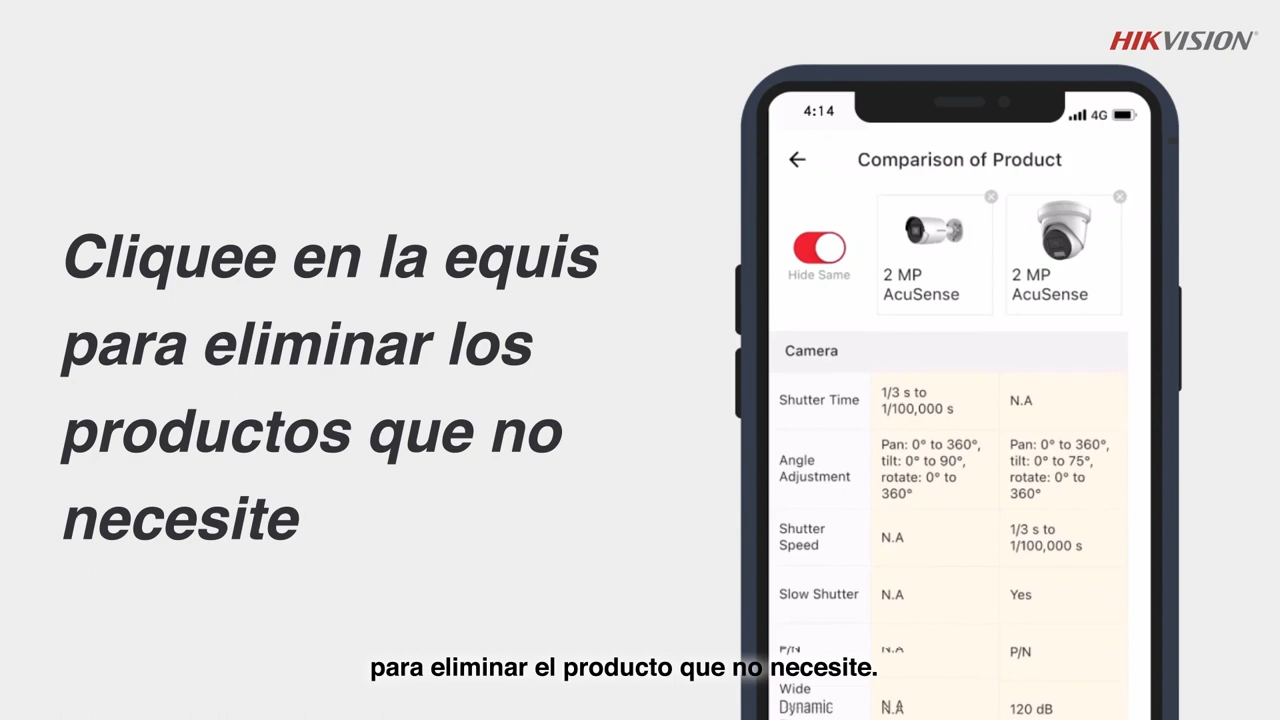 HIKVISION
4:14
4G
Comparison of Product
Hide Same
2 MP
AcuSense
2 MP
AcuSense
Cliquee en la equis
para eliminar los
productos que no
necesite
Camera
Shutter Time
1/3 s to
1/100,000 s
N.A
Angle
Adjustment
Pan: 0° to 360°,
tilt: 0° to 90°,
rotate: 0° to
360°
Pan: 0° to 360°,
tilt: 0° to 75°,
rotate: 0° to
360°
Shutter
Speed
N.A
1/3 s to
1/100,000 s
Slow Shutter
N.A
Yes
P/N
N.A
P/N
para eliminar el producto que no necesite.
Wide
Dynamic
N.A
120 dB